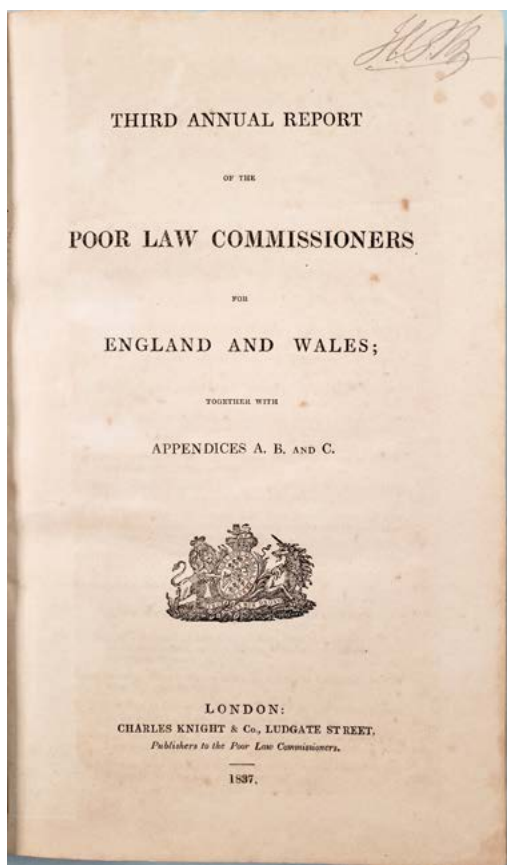 THIRD ANNUAL REPORT
OF THE
POOR LAW COMMISSIONERS
FOR
ENGLAND AND WALES;
TOGETHER WITH
APPENDICES A. B. AND C.
LONDON:
CHARLES KNIGHT & Co., LUDGATE STREET,
Publishers to the Poor Law Commissioners.
1837.